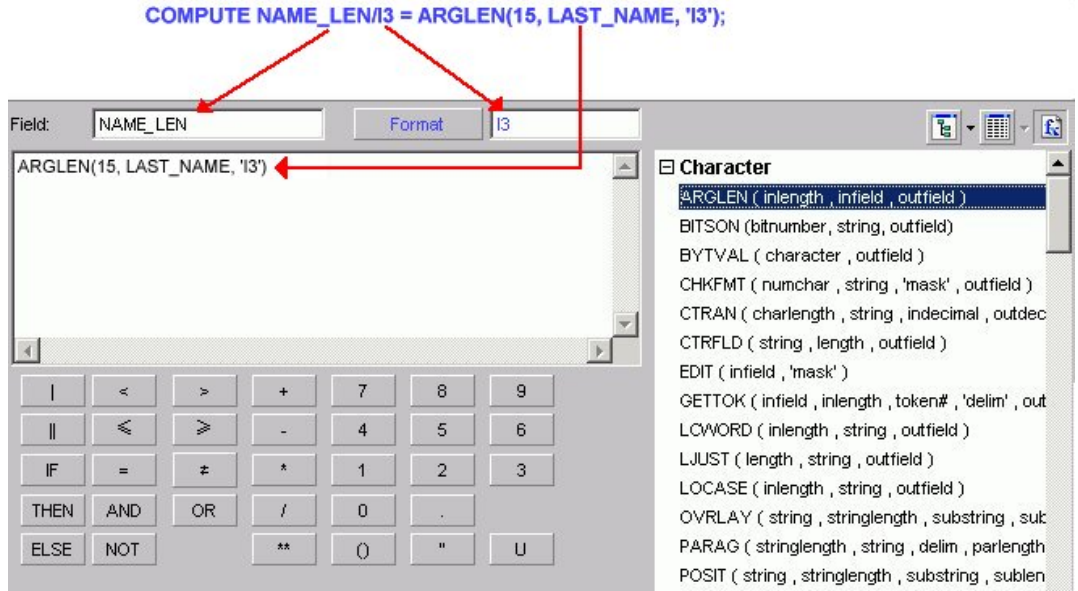 COMPUTE NAME_LEN/I3 = ARGLEN(15, LAST_NAME, 'I3');
Field: NAME_LEN Format I3
ARGLEN(15, LAST_NAME, 'I3')
| < > + 7 8 9
|| ≤ ≥ - 4 5 6
IF = ≠ * 1 2 3
THEN AND OR / 0 .
ELSE NOT ** () " U
Character
ARGLEN ( inlength , infield , outfield )
BITSON (bitnumber, string, outfield)
BYTVAL ( character , outfield )
CHKFMT ( numchar , string , 'mask' , outfield )
CTRAN ( charlength , string , indecimal , outdec
CTRFLD ( string , length , outfield )
EDIT ( infield , 'mask' )
GETTOK ( infield , inlength , token# , 'delim' , out
LCWORD ( inlength , string , outfield )
LJUST ( length , string , outfield )
LOCASE ( inlength , string , outfield )
OVRLAY ( string , stringlength , substring , sub
PARAG ( stringlength , string , delim , parlength
POSIT ( string , stringlength , substring , sublen